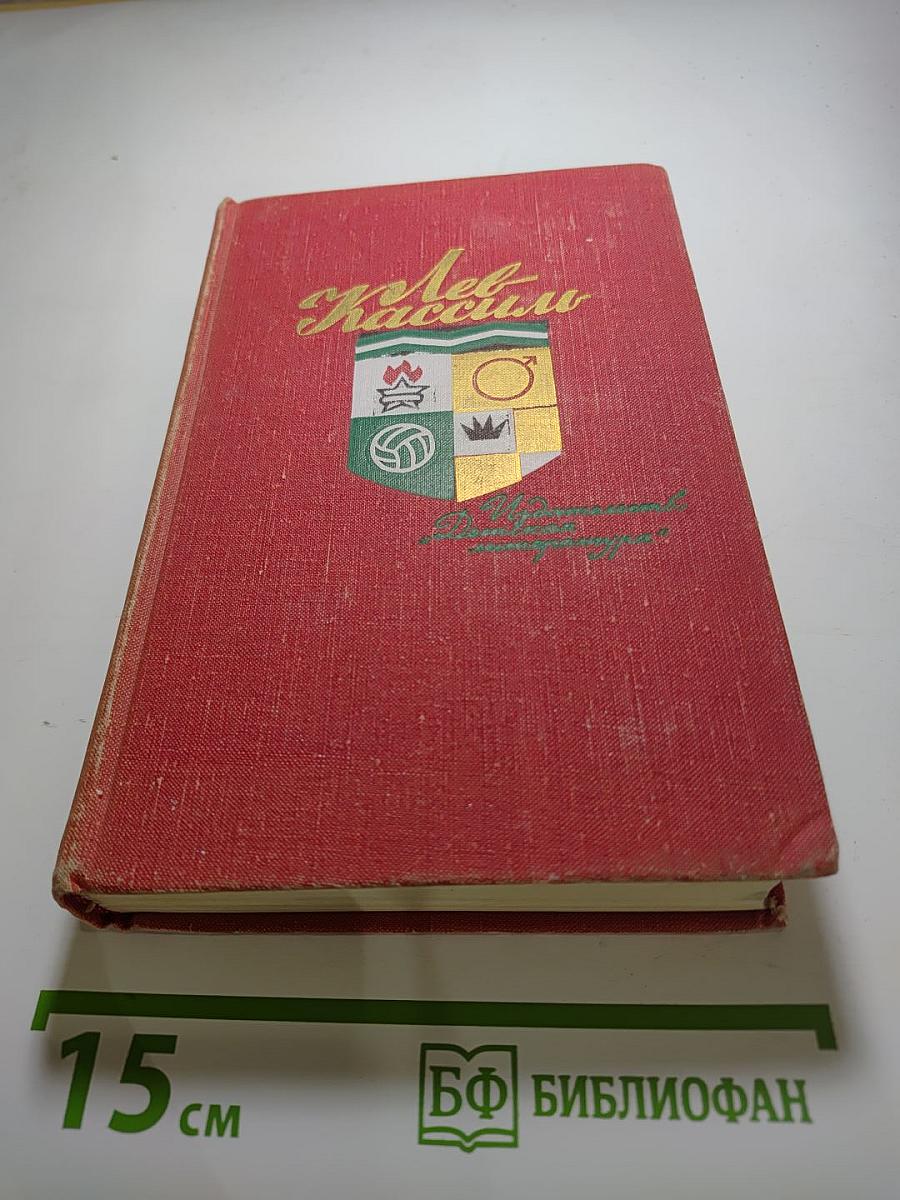 Лев
Кассиль
Издательство
„Детская
литература"
15 см
БФ БИБЛИОФАН